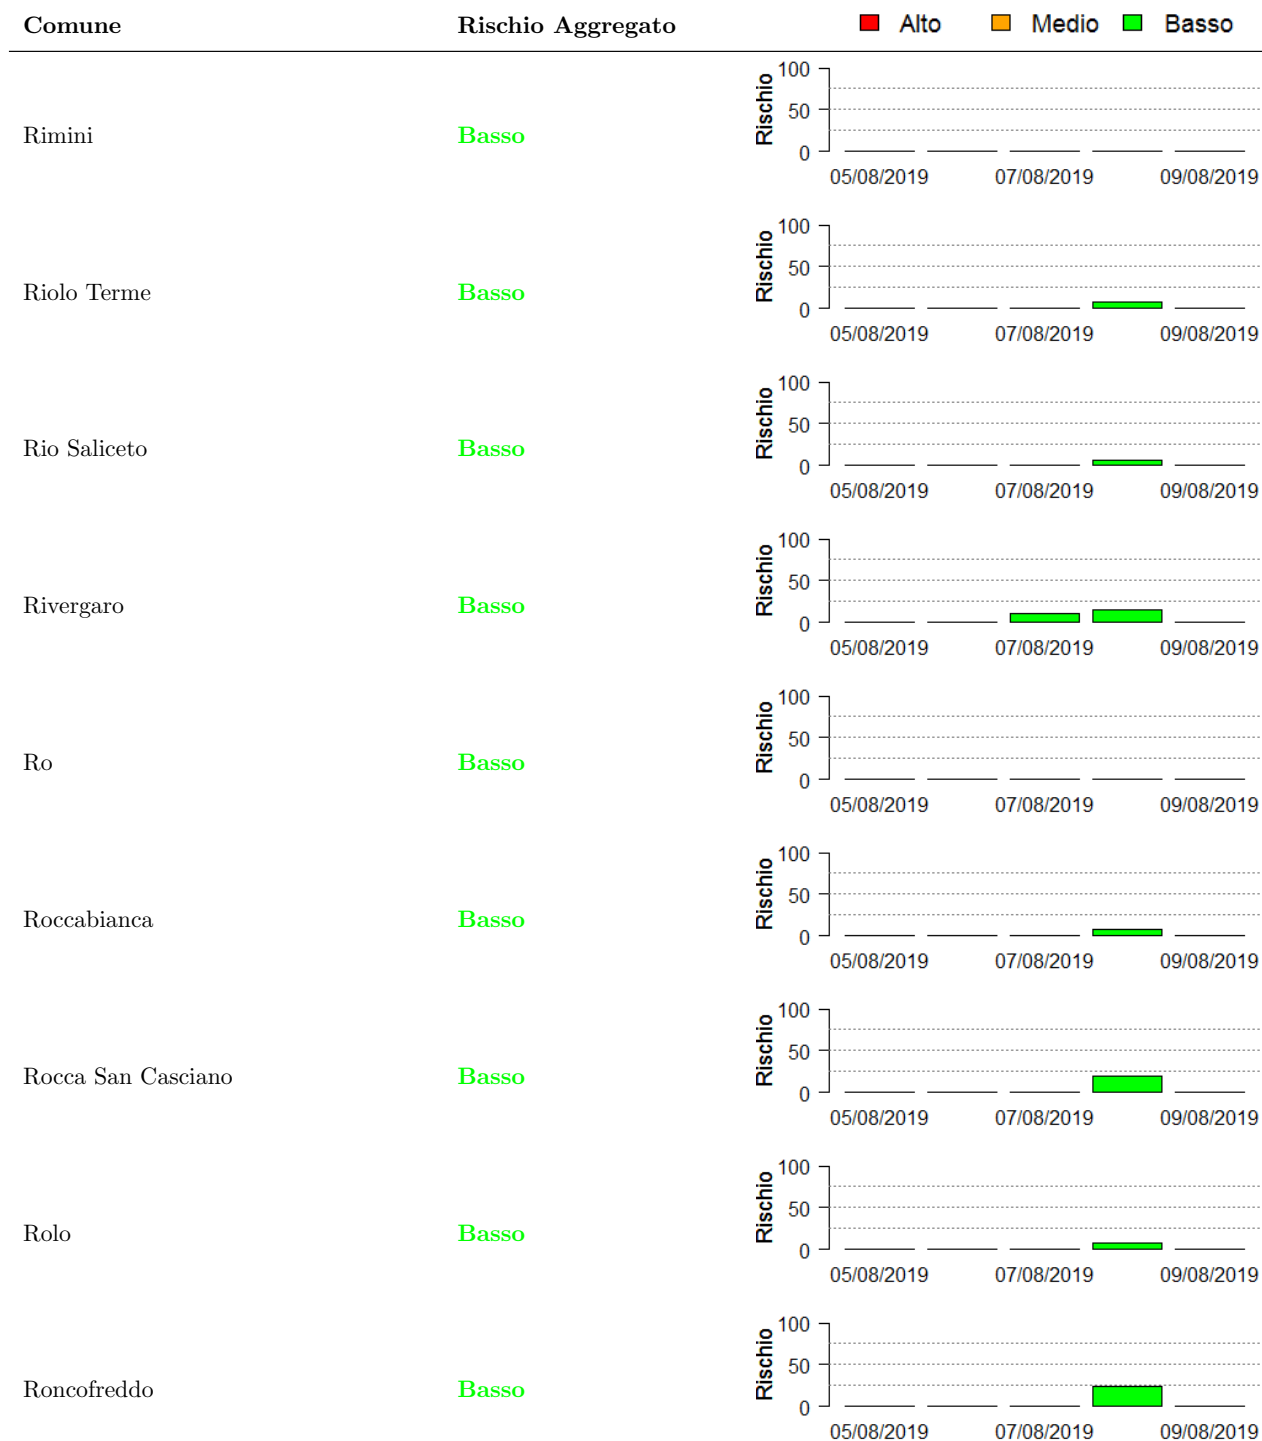 Comune Rischio Aggregato Alto Medio Basso
Rimini Basso
Rischio
100
50
0
05/08/2019 07/08/2019 09/08/2019
Riolo Terme Basso
Rischio
100
50
0
05/08/2019 07/08/2019 09/08/2019
Rio Saliceto Basso
Rischio
100
50
0
05/08/2019 07/08/2019 09/08/2019
Rivergaro Basso
Rischio
100
50
0
05/08/2019 07/08/2019 09/08/2019
Ro Basso
Rischio
100
50
0
05/08/2019 07/08/2019 09/08/2019
Roccabianca Basso
Rischio
100
50
0
05/08/2019 07/08/2019 09/08/2019
Rocca San Casciano Basso
Rischio
100
50
0
05/08/2019 07/08/2019 09/08/2019
Rolo Basso
Rischio
100
50
0
05/08/2019 07/08/2019 09/08/2019
Roncofreddo Basso
Rischio
100
50
0
05/08/2019 07/08/2019 09/08/2019